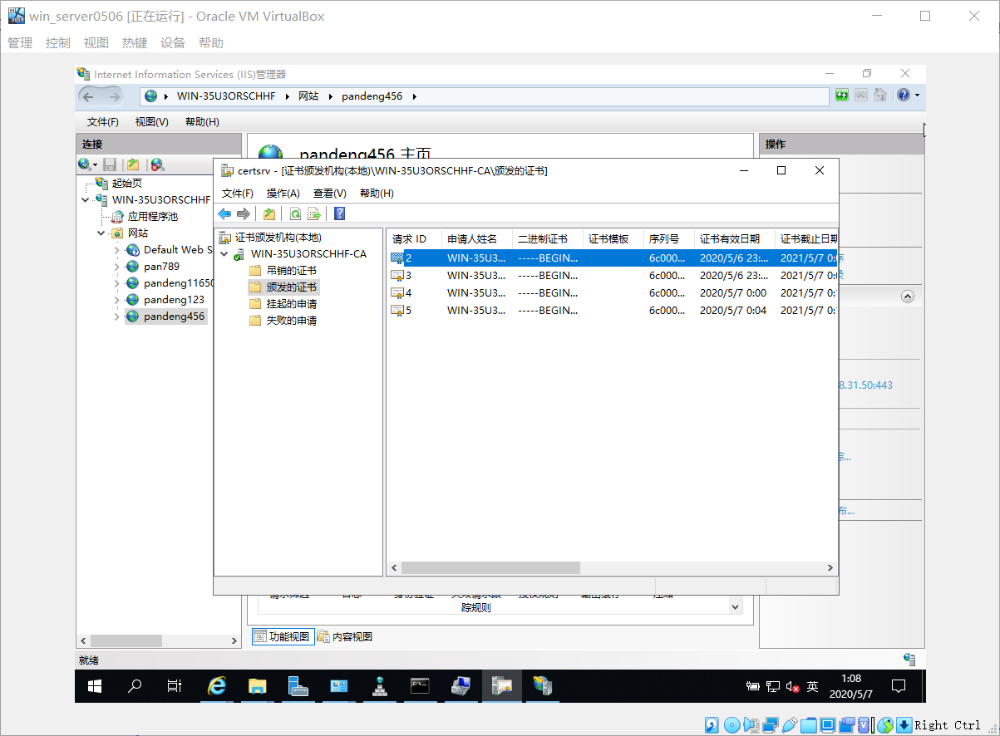 win_server0506 [正在运行] - Oracle VM VirtualBox
管理 控制 视图 热键 设备 帮助
Internet Information Services (IIS)管理器
WIN-35U3ORSCHHF 网站 pandeng456
文件(F) 视图(V) 帮助(H)
连接
起始页
WIN-35U3ORSCHHF
应用程序池
网站
Default Web S
pan789
pandeng1165
pandeng123
pandeng456
pandeng456 主页
操作
certsrv - [证书颁发机构(本地)\WIN-35U3ORSCHHF-CA\颁发的证书]
文件(F) 操作(A) 查看(V) 帮助(H)
证书颁发机构(本地)
WIN-35U3ORSCHHF-CA
吊销的证书
颁发的证书
挂起的申请
失败的申请
请求 ID 申请人姓名 二进制证书 证书模板 序列号 证书有效日期 证书截止日期
2 WIN-35U3... -----BEGIN... 6c000... 2020/5/6 23:... 2021/5/7 0:
3 WIN-35U3... -----BEGIN... 6c000... 2020/5/6 23:... 2021/5/7 0:
4 WIN-35U3... -----BEGIN... 6c000... 2020/5/7 0:00 2021/5/7 0:
5 WIN-35U3... -----BEGIN... 6c000... 2020/5/7 0:04 2021/5/7 0:
8.31.50:443
踪...
布...
踪规则
功能视图 内容视图
就绪
英
1:08
2020/5/7
Right Ctrl